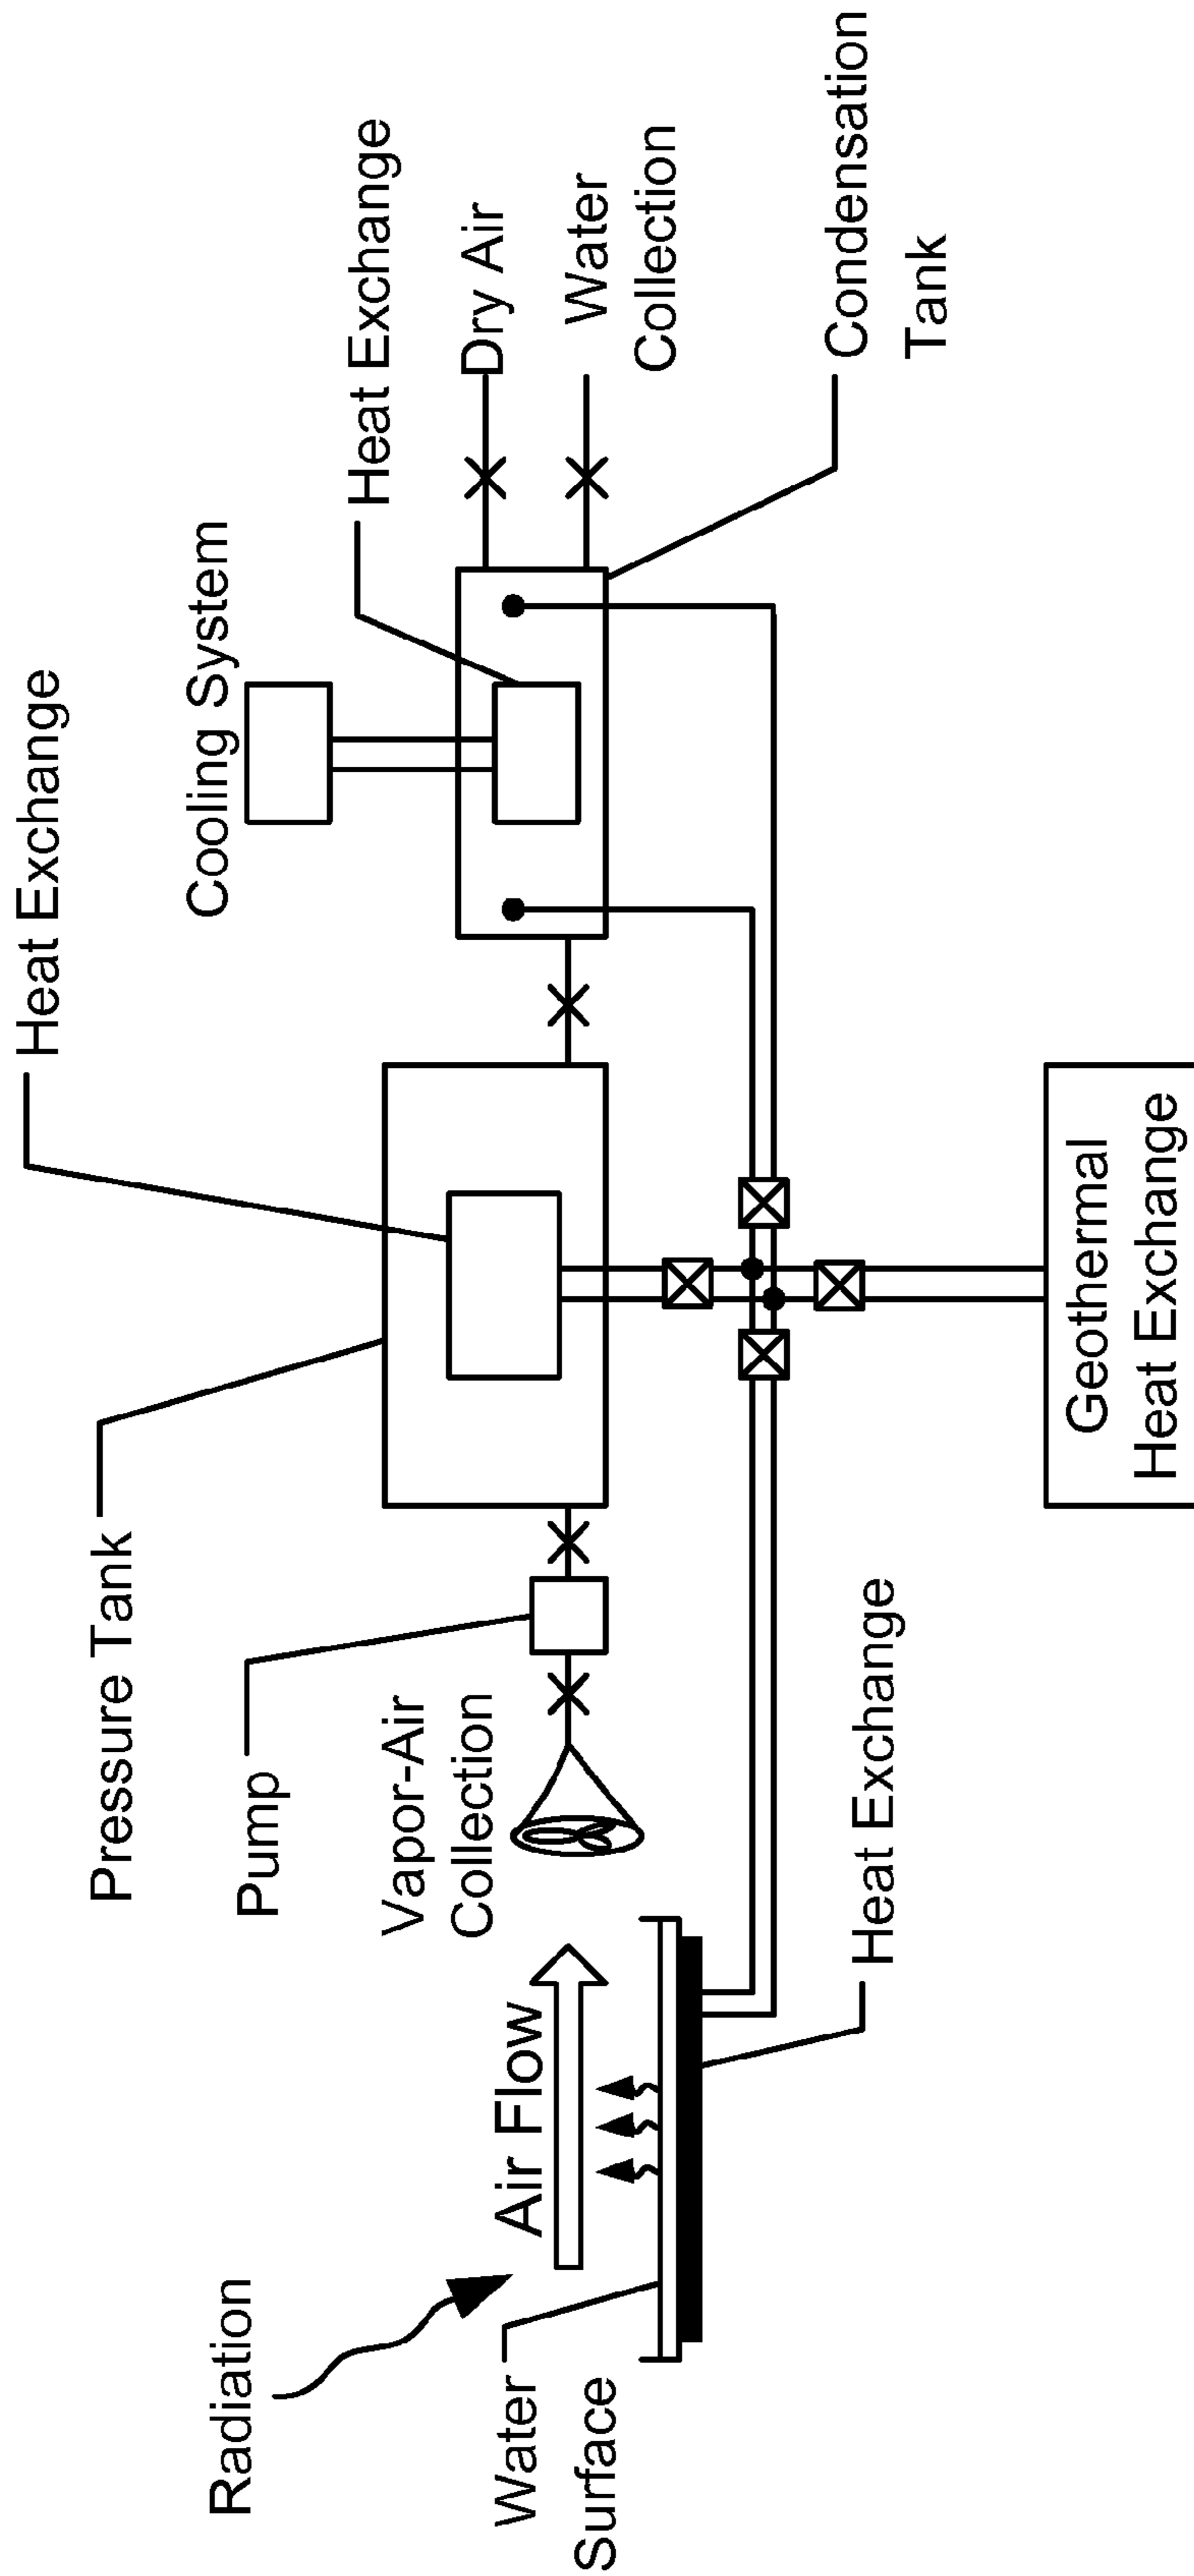 Radiation
Water
Surface
Air Flow
Heat Exchange
Vapor-Air
Collection
Pump
Pressure Tank
Heat Exchange
Geothermal
Heat Exchange
Cooling System
Heat Exchange
Dry Air
Water
Collection
Condensation
Tank